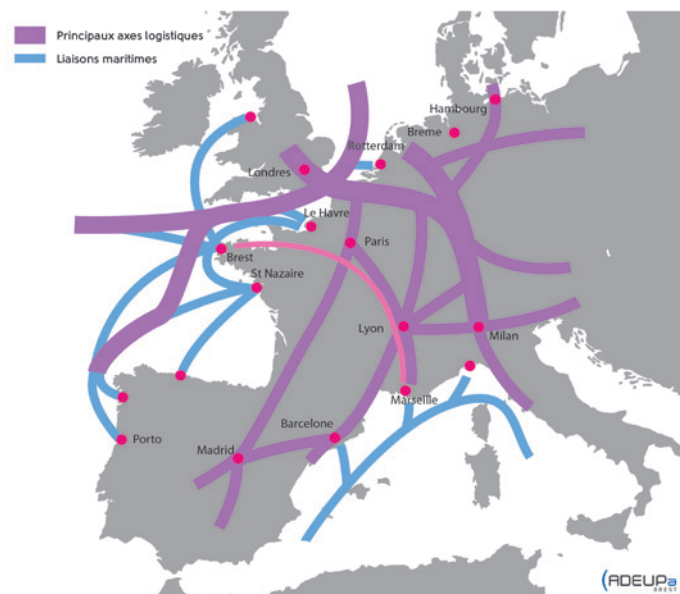 Principaux axes logistiques
Liaisons maritimes
Hambourg
Brême
Rotterdam
Londres
Le Havre
Paris
Brest
St Nazaire
Lyon
Milan
Marseille
Barcelone
Porto
Madrid
ADEUPa
BREST